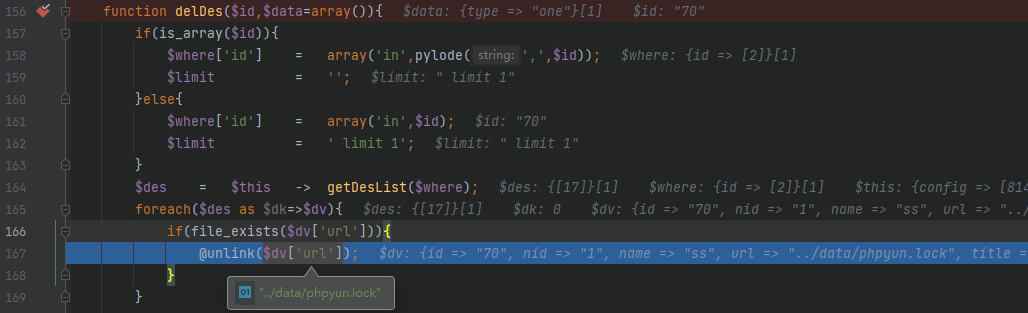 156 function delDes($id,$data=array()){ $data: {type => "one"}[1] $id: "70"
157 if(is_array($id)){
158 $where['id'] = array('in',pylode( string: ',',$id)); $where: {id => [2]}[1]
159 $limit = ''; $limit: " limit 1"
160 }else{
161 $where['id'] = array('in',$id); $id: "70"
162 $limit = ' limit 1'; $limit: " limit 1"
163 }
164 $des = $this -> getDesList($where); $des: {[17]}[1] $where: {id => [2]}[1] $this: {config => [814
165 foreach($des as $dk=>$dv){ $des: {[17]}[1] $dk: 0 $dv: {id => "70", nid => "1", name => "ss", url => "../
166 if(file_exists($dv['url'])){
167 @unlink($dv['url']); $dv: {id => "70", nid => "1", name => "ss", url => "../data/phpyun.lock", title =
168 }
01 "../data/phpyun.lock"
169 }